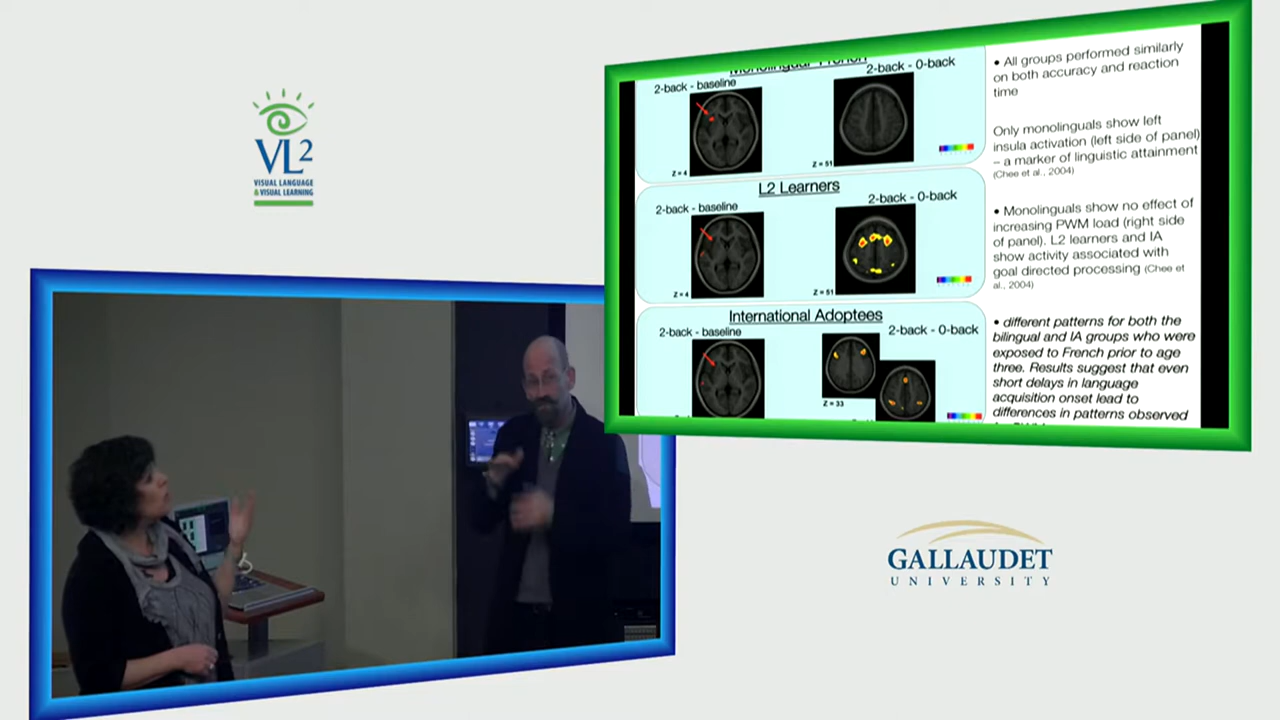 VL2
VISUAL LANGUAGE
& VISUAL LEARNING
Monolingual French
2-back - baseline
2-back - 0-back
Z = 4
Z = 51
L2 Learners
2-back - baseline
2-back - 0-back
Z = 4
Z = 51
International Adoptees
2-back - baseline
2-back - 0-back
Z = 33
• All groups performed similarly
on both accuracy and reaction
time
Only monolinguals show left
insula activation (left side of panel)
– a marker of linguistic attainment
(Chee et al., 2004)
• Monolinguals show no effect of
increasing PWM load (right side
of panel). L2 learners and IA
show activity associated with
goal directed processing (Chee et
al., 2004)
• different patterns for both the
bilingual and IA groups who were
exposed to French prior to age
three. Results suggest that even
short delays in language
acquisition onset lead to
differences in patterns observed
GALLAUDET
UNIVERSITY